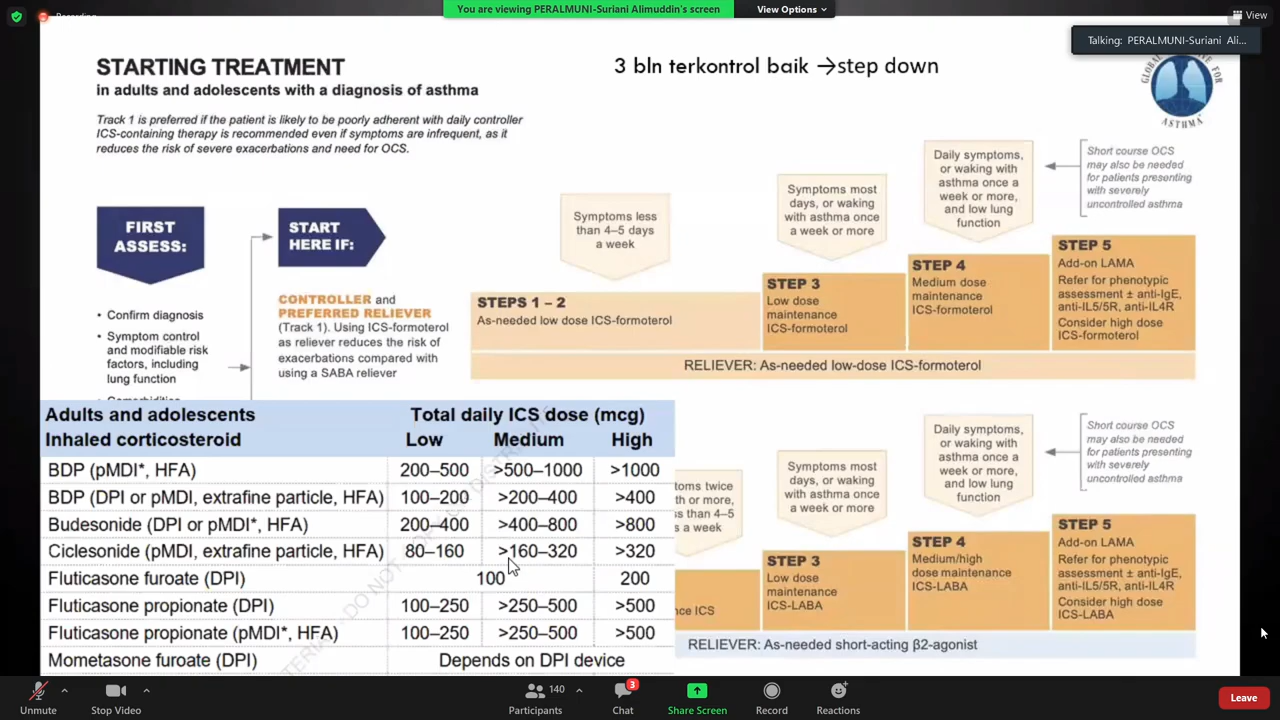 Recording
You are viewing PERALMUNI-Suriani Alimuddin's screen
View Options
View
Talking: PERALMUNI-Suriani Ali...
STARTING TREATMENT
in adults and adolescents with a diagnosis of asthma
3 bln terkontrol baik →step down
Track 1 is preferred if the patient is likely to be poorly adherent with daily controller
ICS-containing therapy is recommended even if symptoms are infrequent, as it
reduces the risk of severe exacerbations and need for OCS.
ASTHMA
FIRST
ASSESS:
START
HERE IF:
Symptoms less
than 4–5 days
a week
Symptoms most
days, or waking
with asthma once
a week or more
Daily symptoms,
or waking with
asthma once a
week or more,
and low lung
function
Short course OCS
may also be needed
for patients presenting
with severely
uncontrolled asthma
• Confirm diagnosis
• Symptom control
and modifiable risk
factors, including
lung function
CONTROLLER and
PREFERRED RELIEVER
(Track 1). Using ICS-formoterol
as reliever reduces the risk of
exacerbations compared with
using a SABA reliever
STEPS 1 – 2
As-needed low dose ICS-formoterol
STEP 3
Low dose
maintenance
ICS-formoterol
STEP 4
Medium dose
maintenance
ICS-formoterol
STEP 5
Add-on LAMA
Refer for phenotypic
assessment ± anti-IgE,
anti-IL5/5R, anti-IL4R
Consider high dose
ICS-formoterol
RELIEVER: As-needed low-dose ICS-formoterol
Adults and adolescents Total daily ICS dose (mcg)
Inhaled corticosteroid Low Medium High
BDP (pMDI*, HFA) 200–500 >500–1000 >1000
BDP (DPI or pMDI, extrafine particle, HFA) 100–200 >200–400 >400
Budesonide (DPI or pMDI*, HFA) 200–400 >400–800 >800
Ciclesonide (pMDI, extrafine particle, HFA) 80–160 >160–320 >320
Fluticasone furoate (DPI) 100 200
Fluticasone propionate (DPI) 100–250 >250–500 >500
Fluticasone propionate (pMDI*, HFA) 100–250 >250–500 >500
Mometasone furoate (DPI) Depends on DPI device
twice
or more,
than 4–5
a week
Symptoms most
days, or waking
with asthma once
a week or more
Daily symptoms,
or waking with
asthma once a
week or more,
and low lung
function
Short course OCS
may also be needed
for patients presenting
with severely
uncontrolled asthma
ICS
STEP 3
Low dose
maintenance
ICS-LABA
STEP 4
Medium/high
dose maintenance
ICS-LABA
STEP 5
Add-on LAMA
Refer for phenotypic
assessment ± anti-IgE,
anti-IL5/5R, anti-IL4R
Consider high dose
ICS-LABA
RELIEVER: As-needed short-acting β2-agonist
Unmute
Stop Video
140
Participants
3
Chat
Share Screen
Record
Reactions
Leave